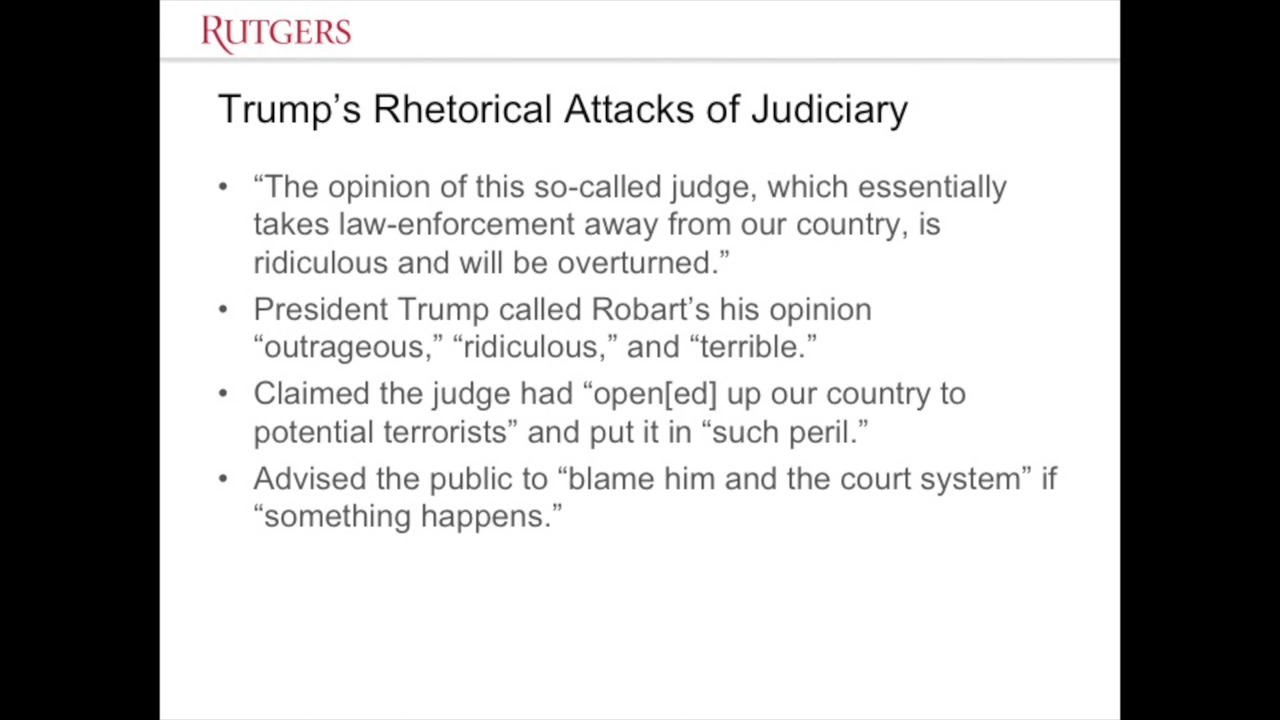 RUTGERS
Trump’s Rhetorical Attacks of Judiciary
• “The opinion of this so-called judge, which essentially
takes law-enforcement away from our country, is
ridiculous and will be overturned.”
• President Trump called Robart’s his opinion
“outrageous,” “ridiculous,” and “terrible.”
• Claimed the judge had “open[ed] up our country to
potential terrorists” and put it in “such peril.”
• Advised the public to “blame him and the court system” if
“something happens.”